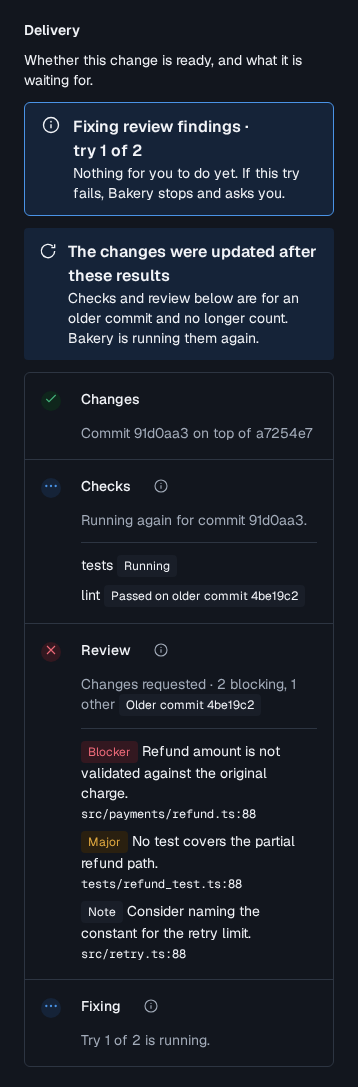 Delivery
Whether this change is ready, and what it is
waiting for.
Fixing review findings ·
try 1 of 2
Nothing for you to do yet. If this try
fails, Bakery stops and asks you.
The changes were updated after
these results
Checks and review below are for an
older commit and no longer count.
Bakery is running them again.
Changes
Commit 91d0aa3 on top of a7254e7
Checks
Running again for commit 91d0aa3.
tests Running
lint Passed on older commit 4be19c2
Review
Changes requested · 2 blocking, 1
other Older commit 4be19c2
Blocker Refund amount is not
validated against the original
charge.
src/payments/refund.ts:88
Major No test covers the partial
refund path.
tests/refund_test.ts:88
Note Consider naming the
constant for the retry limit.
src/retry.ts:88
Fixing
Try 1 of 2 is running.